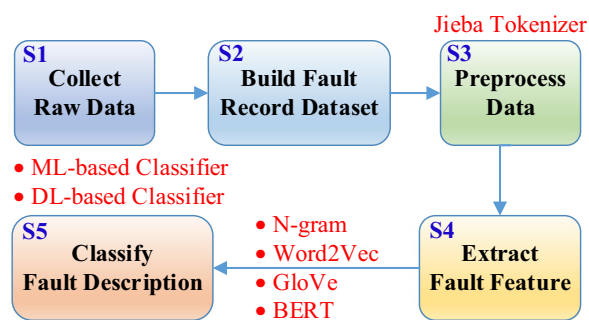 Jieba Tokenizer
S1
Collect
Raw Data
S2
Build Fault
Record Dataset
S3
Preprocess
Data
• ML-based Classifier
• DL-based Classifier
S5
Classify
Fault Description
• N-gram
• Word2Vec
• GloVe
• BERT
S4
Extract
Fault Feature